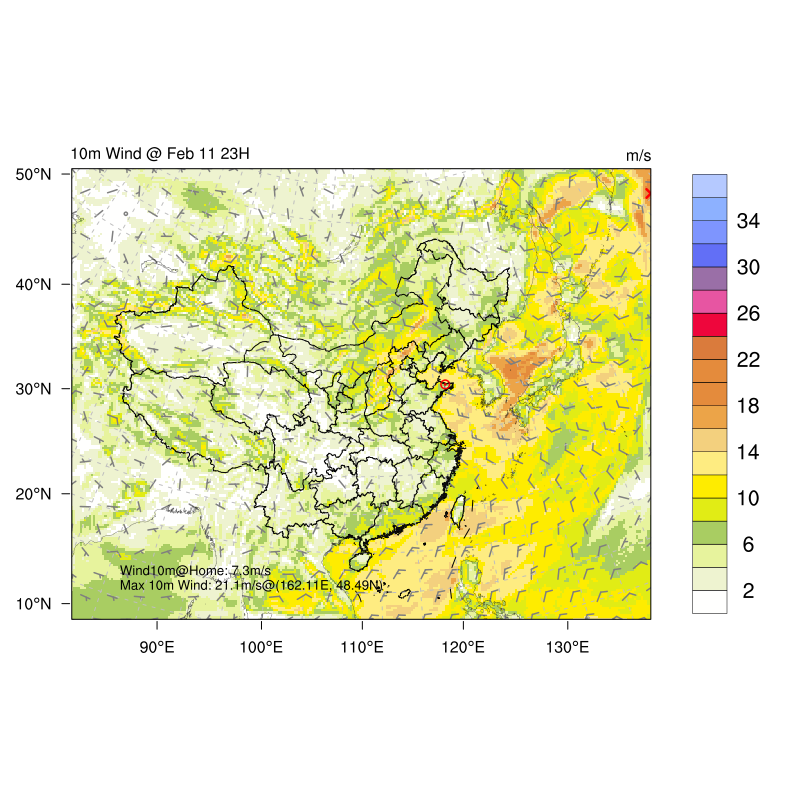 10m Wind @ Feb 11 23H
m/s
50°N
40°N
30°N
20°N
10°N
90°E
100°E
110°E
120°E
130°E
Wind10m@Home: 7.3m/s
Max 10m Wind: 21.1m/s@(162.11E, 48.49N)
34
30
26
22
18
14
10
6
2